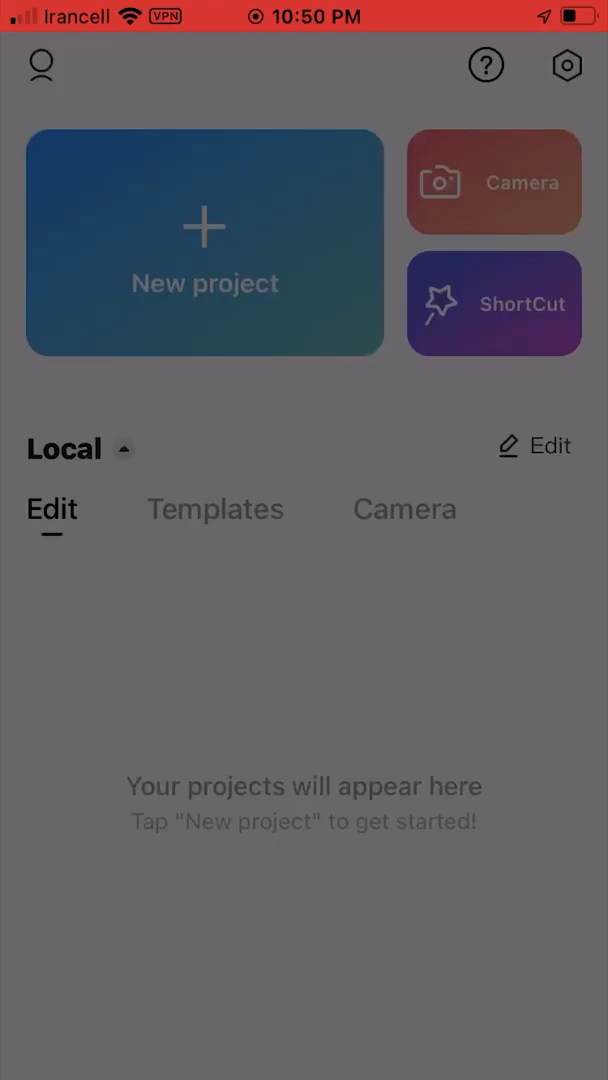 Irancell VPN 10:50 PM
?
New project
Camera
ShortCut
Local
Edit
Edit Templates Camera
Your projects will appear here
Tap "New project" to get started!